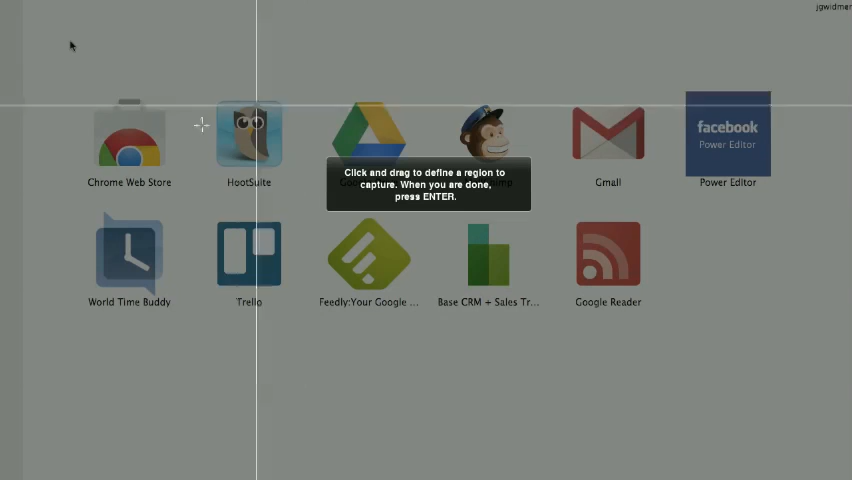 jgwidmer
facebook
Power Editor
Click and drag to define a region to
capture. When you are done,
press ENTER.
Chrome Web Store
HootSuite
Gmail
Power Editor
World Time Buddy
Trello
Feedly:Your Google ...
Base CRM + Sales Tr...
Google Reader